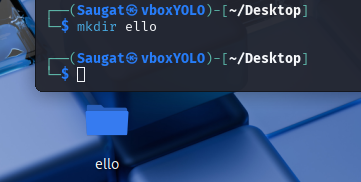 ┌──(Saugat㉿vboxYOLO)-[~/Desktop]
└─$ mkdir ello
┌──(Saugat㉿vboxYOLO)-[~/Desktop]
└─$
ello